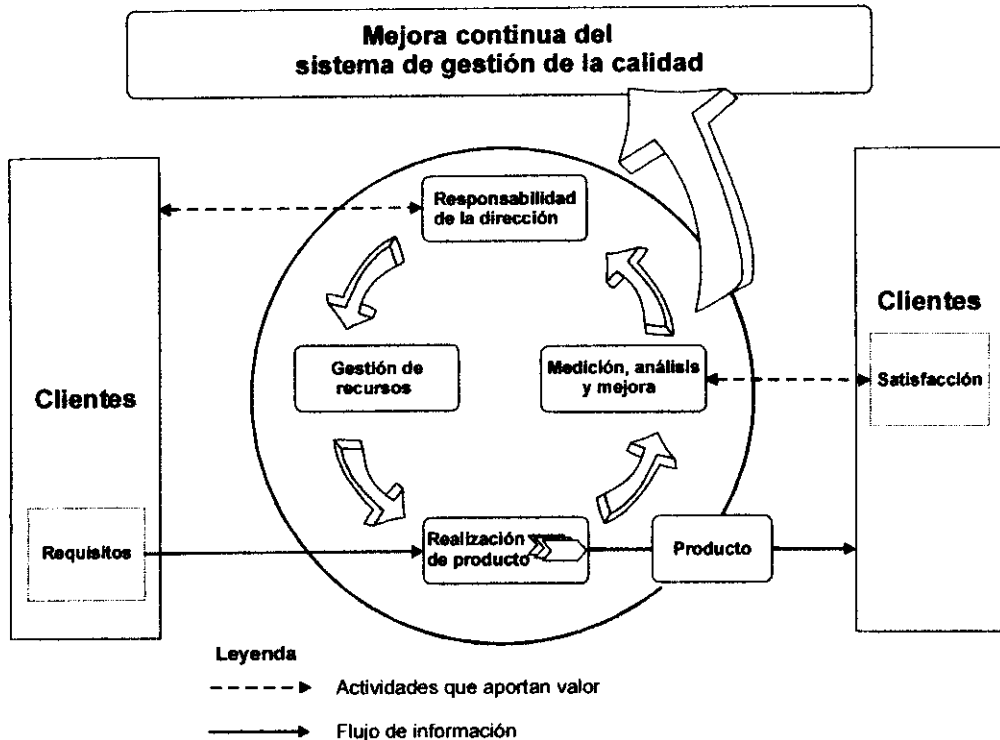 Mejora continua del
sistema de gestión de la calidad
Responsabilidad
de la dirección
Clientes
Gestión de
recursos
Medición, análisis
y mejora
Satisfacción
Clientes
Requisitos
Realización
de producto
Producto
Leyenda
Actividades que aportan valor
Flujo de información